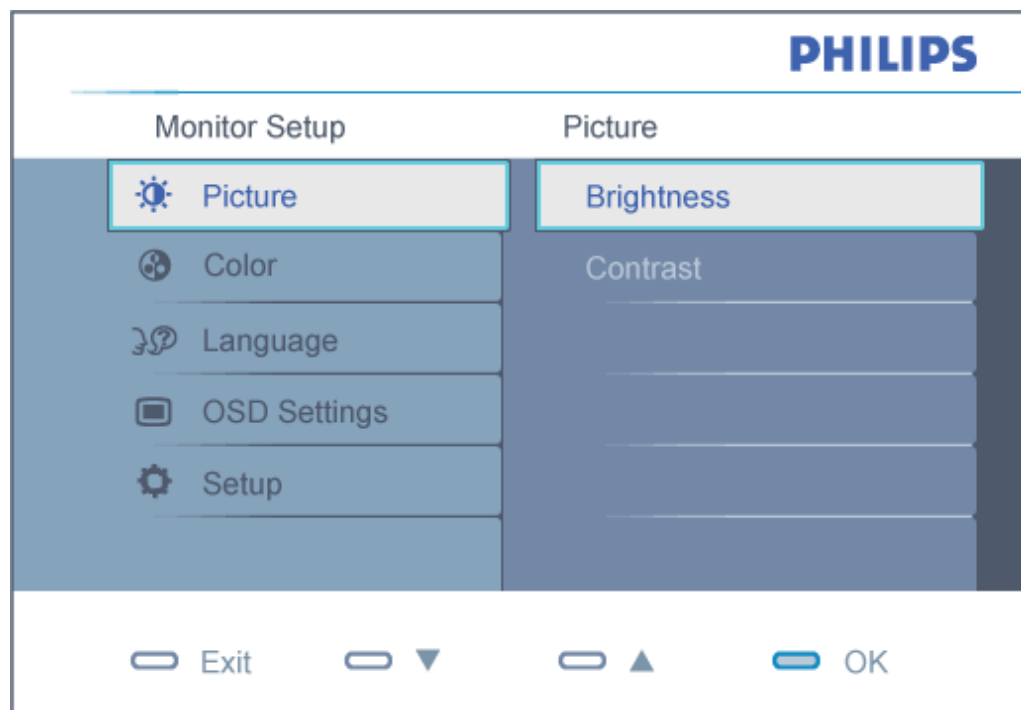 PHILIPS
Monitor Setup
Picture
Picture
Brightness
Color
Contrast
Language
OSD Settings
Setup
Exit ▼ ▲ OK